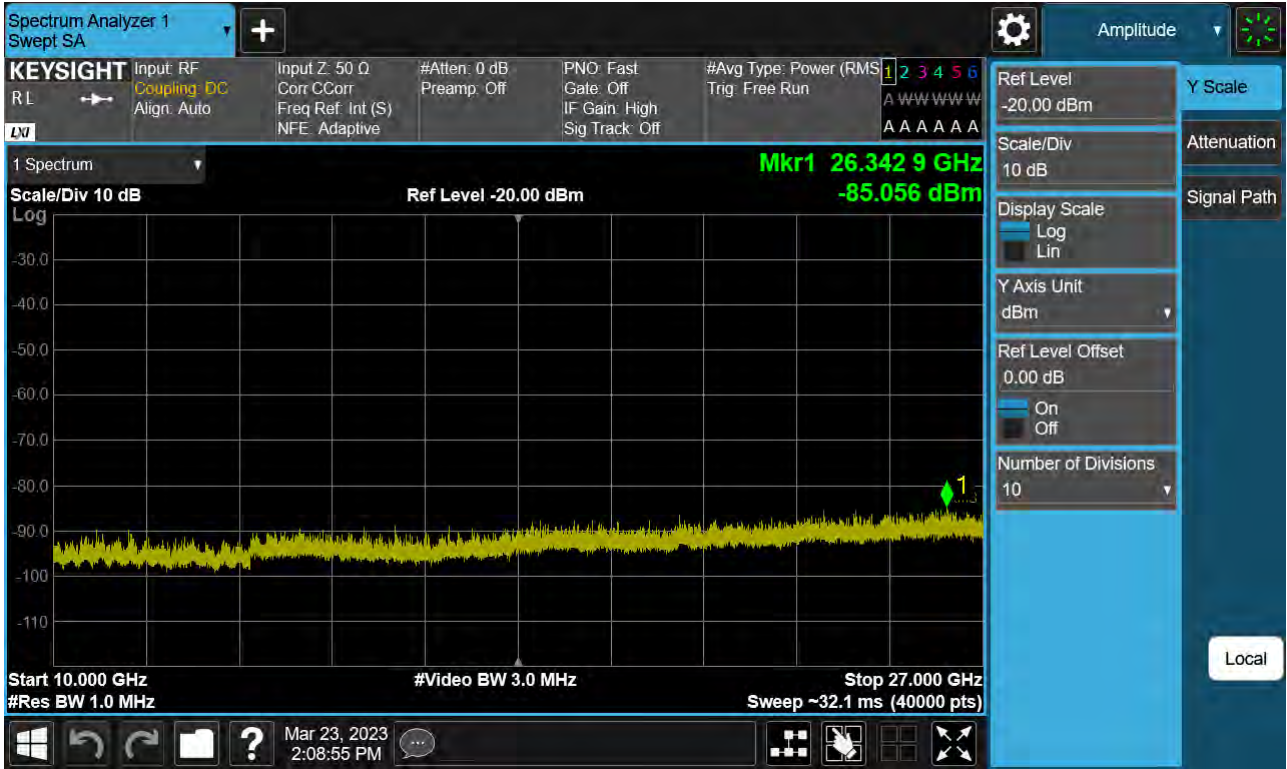 Spectrum Analyzer 1
Swept SA
+
Amplitude
KEYSIGHT
RL
LXI
Input: RF
Coupling: DC
Align: Auto
Input Z: 50 Ω
Corr CCorr
Freq Ref: Int (S)
NFE: Adaptive
#Atten: 0 dB
Preamp: Off
PNO: Fast
Gate: Off
IF Gain: High
Sig Track: Off
#Avg Type: Power (RMS
Trig: Free Run
1 2 3 4 5 6
A W W W W W
A A A A A A
1 Spectrum
Mkr1 26.342 9 GHz
-85.056 dBm
Scale/Div 10 dB
Ref Level -20.00 dBm
Log
-30.0
-40.0
-50.0
-60.0
-70.0
-80.0
-90.0
-100
-110
1
Start 10.000 GHz
#Video BW 3.0 MHz
Stop 27.000 GHz
#Res BW 1.0 MHz
Sweep ~32.1 ms (40000 pts)
Ref Level
-20.00 dBm
Scale/Div
10 dB
Display Scale
Log
Lin
Y Axis Unit
dBm
Ref Level Offset
0.00 dB
On
Off
Number of Divisions
10
Y Scale
Attenuation
Signal Path
Local
?
Mar 23, 2023
2:08:55 PM